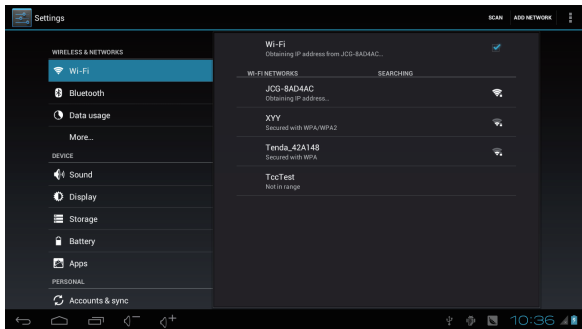 Settings
SCAN ADD NETWORK
WIRELESS & NETWORKS
Wi-Fi
Bluetooth
Data usage
More...
DEVICE
Sound
Display
Storage
Battery
Apps
PERSONAL
Accounts & sync
Wi-Fi
Obtaining IP address from JCG-8AD4AC...
WI-FI NETWORKS SEARCHING
JCG-8AD4AC
Obtaining IP address...
XYY
Secured with WPA/WPA2
Tenda_42A148
Secured with WPA
TccTest
Not in range
10:36